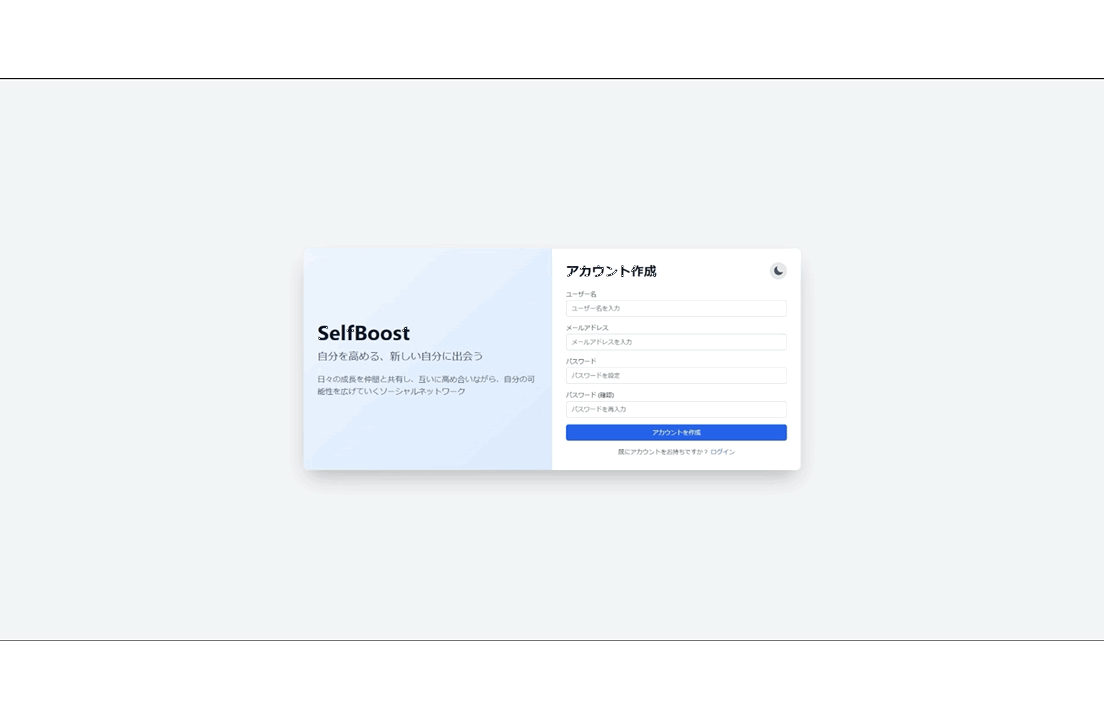 SelfBoost
自分を高める、新しい自分に出会う
日々の成長を仲間と共有し、互いに高め合いながら、自分の可
能性を広げていくソーシャルネットワーク
アカウント作成
ユーザー名
ユーザー名を入力
メールアドレス
メールアドレスを入力
パスワード
パスワードを設定
パスワード (確認)
パスワードを再入力
アカウントを作成
既にアカウントをお持ちですか？ ログイン